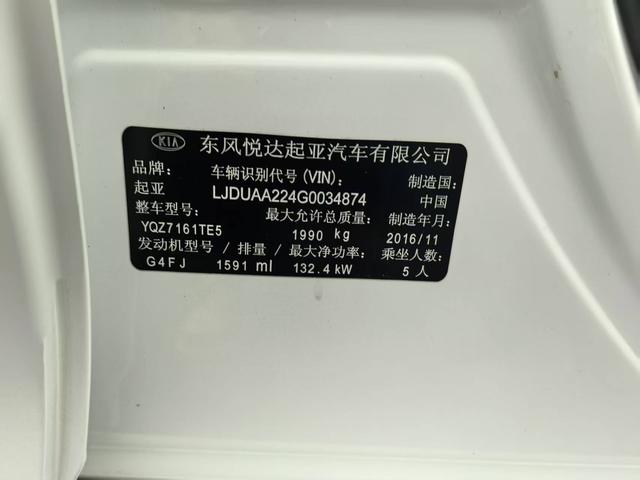 KIA 东风悦达起亚汽车有限公司
品牌: 车辆识别代号(VIN): 制造国:
起亚 LJDUAA224G0034874 中国
整车型号: 最大允许总质量: 制造年月:
YQZ7161TE5 1990 kg 2016/11
发动机型号/排量/最大净功率: 乘坐人数:
G4FJ 1591 ml 132.4kW 5人